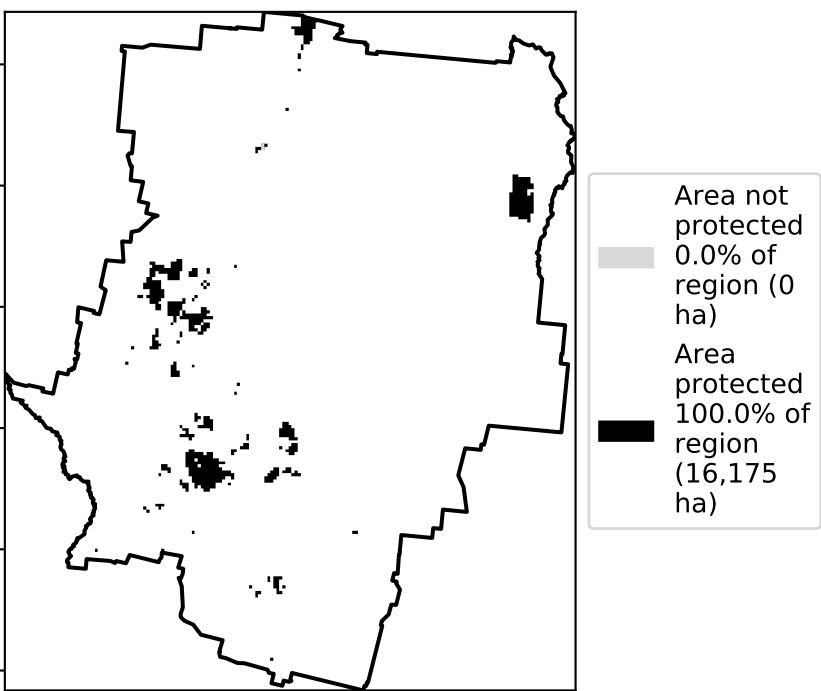 Area not
protected
0.0% of
region (0
ha)
Area
protected
100.0% of
region
(16,175
ha)